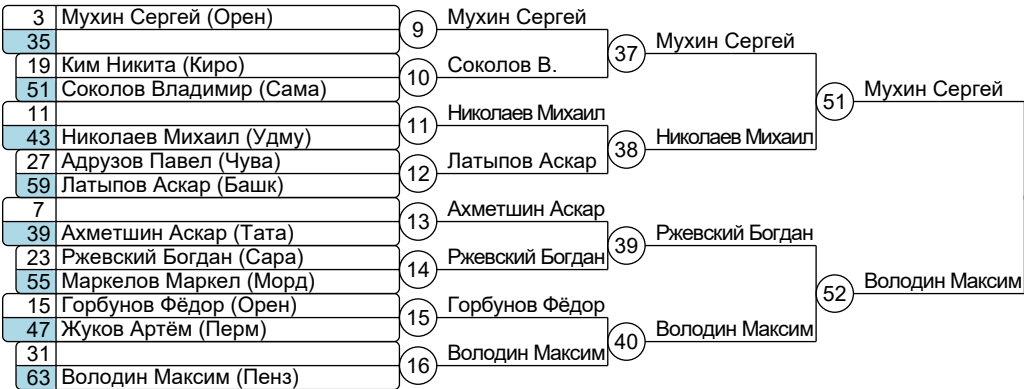 3 Мухин Сергей (Орен)
35
19 Ким Никита (Киро)
51 Соколов Владимир (Сама)
11
43 Николаев Михаил (Удму)
27 Адрузов Павел (Чува)
59 Латыпов Аскар (Башк)
7
39 Ахметшин Аскар (Тата)
23 Ржевский Богдан (Сара)
55 Маркелов Маркел (Морд)
15 Горбунов Фёдор (Орен)
47 Жуков Артём (Перм)
31
63 Володин Максим (Пенз)
9 Мухин Сергей
10 Соколов В.
11 Николаев Михаил
12 Латыпов Аскар
13 Ахметшин Аскар
14 Ржевский Богдан
15 Горбунов Фёдор
16 Володин Максим
37 Мухин Сергей
38 Николаев Михаил
39 Ржевский Богдан
40 Володин Максим
51 Мухин Сергей
52 Володин Максим